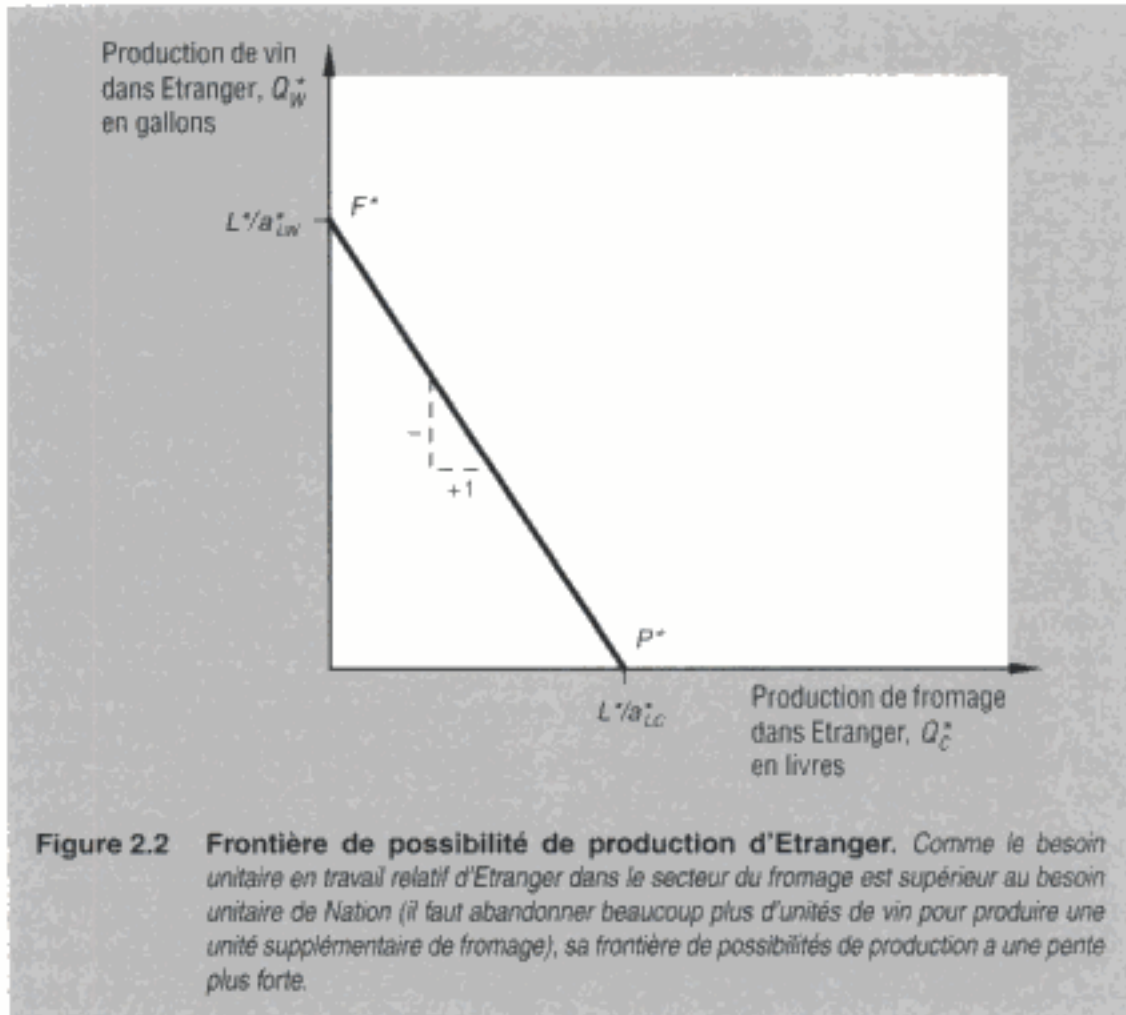 Production de vin
dans Etranger, Q*W
en gallons
L*/a*LW
F*
–
+1
P*
L*/a*LC
Production de fromage
dans Etranger, Q*C
en livres
Figure 2.2 Frontière de possibilité de production d'Etranger. Comme le besoin
unitaire en travail relatif d'Etranger dans le secteur du fromage est supérieur au besoin
unitaire de Nation (il faut abandonner beaucoup plus d'unités de vin pour produire une
unité supplémentaire de fromage), sa frontière de possibilités de production a une pente
plus forte.